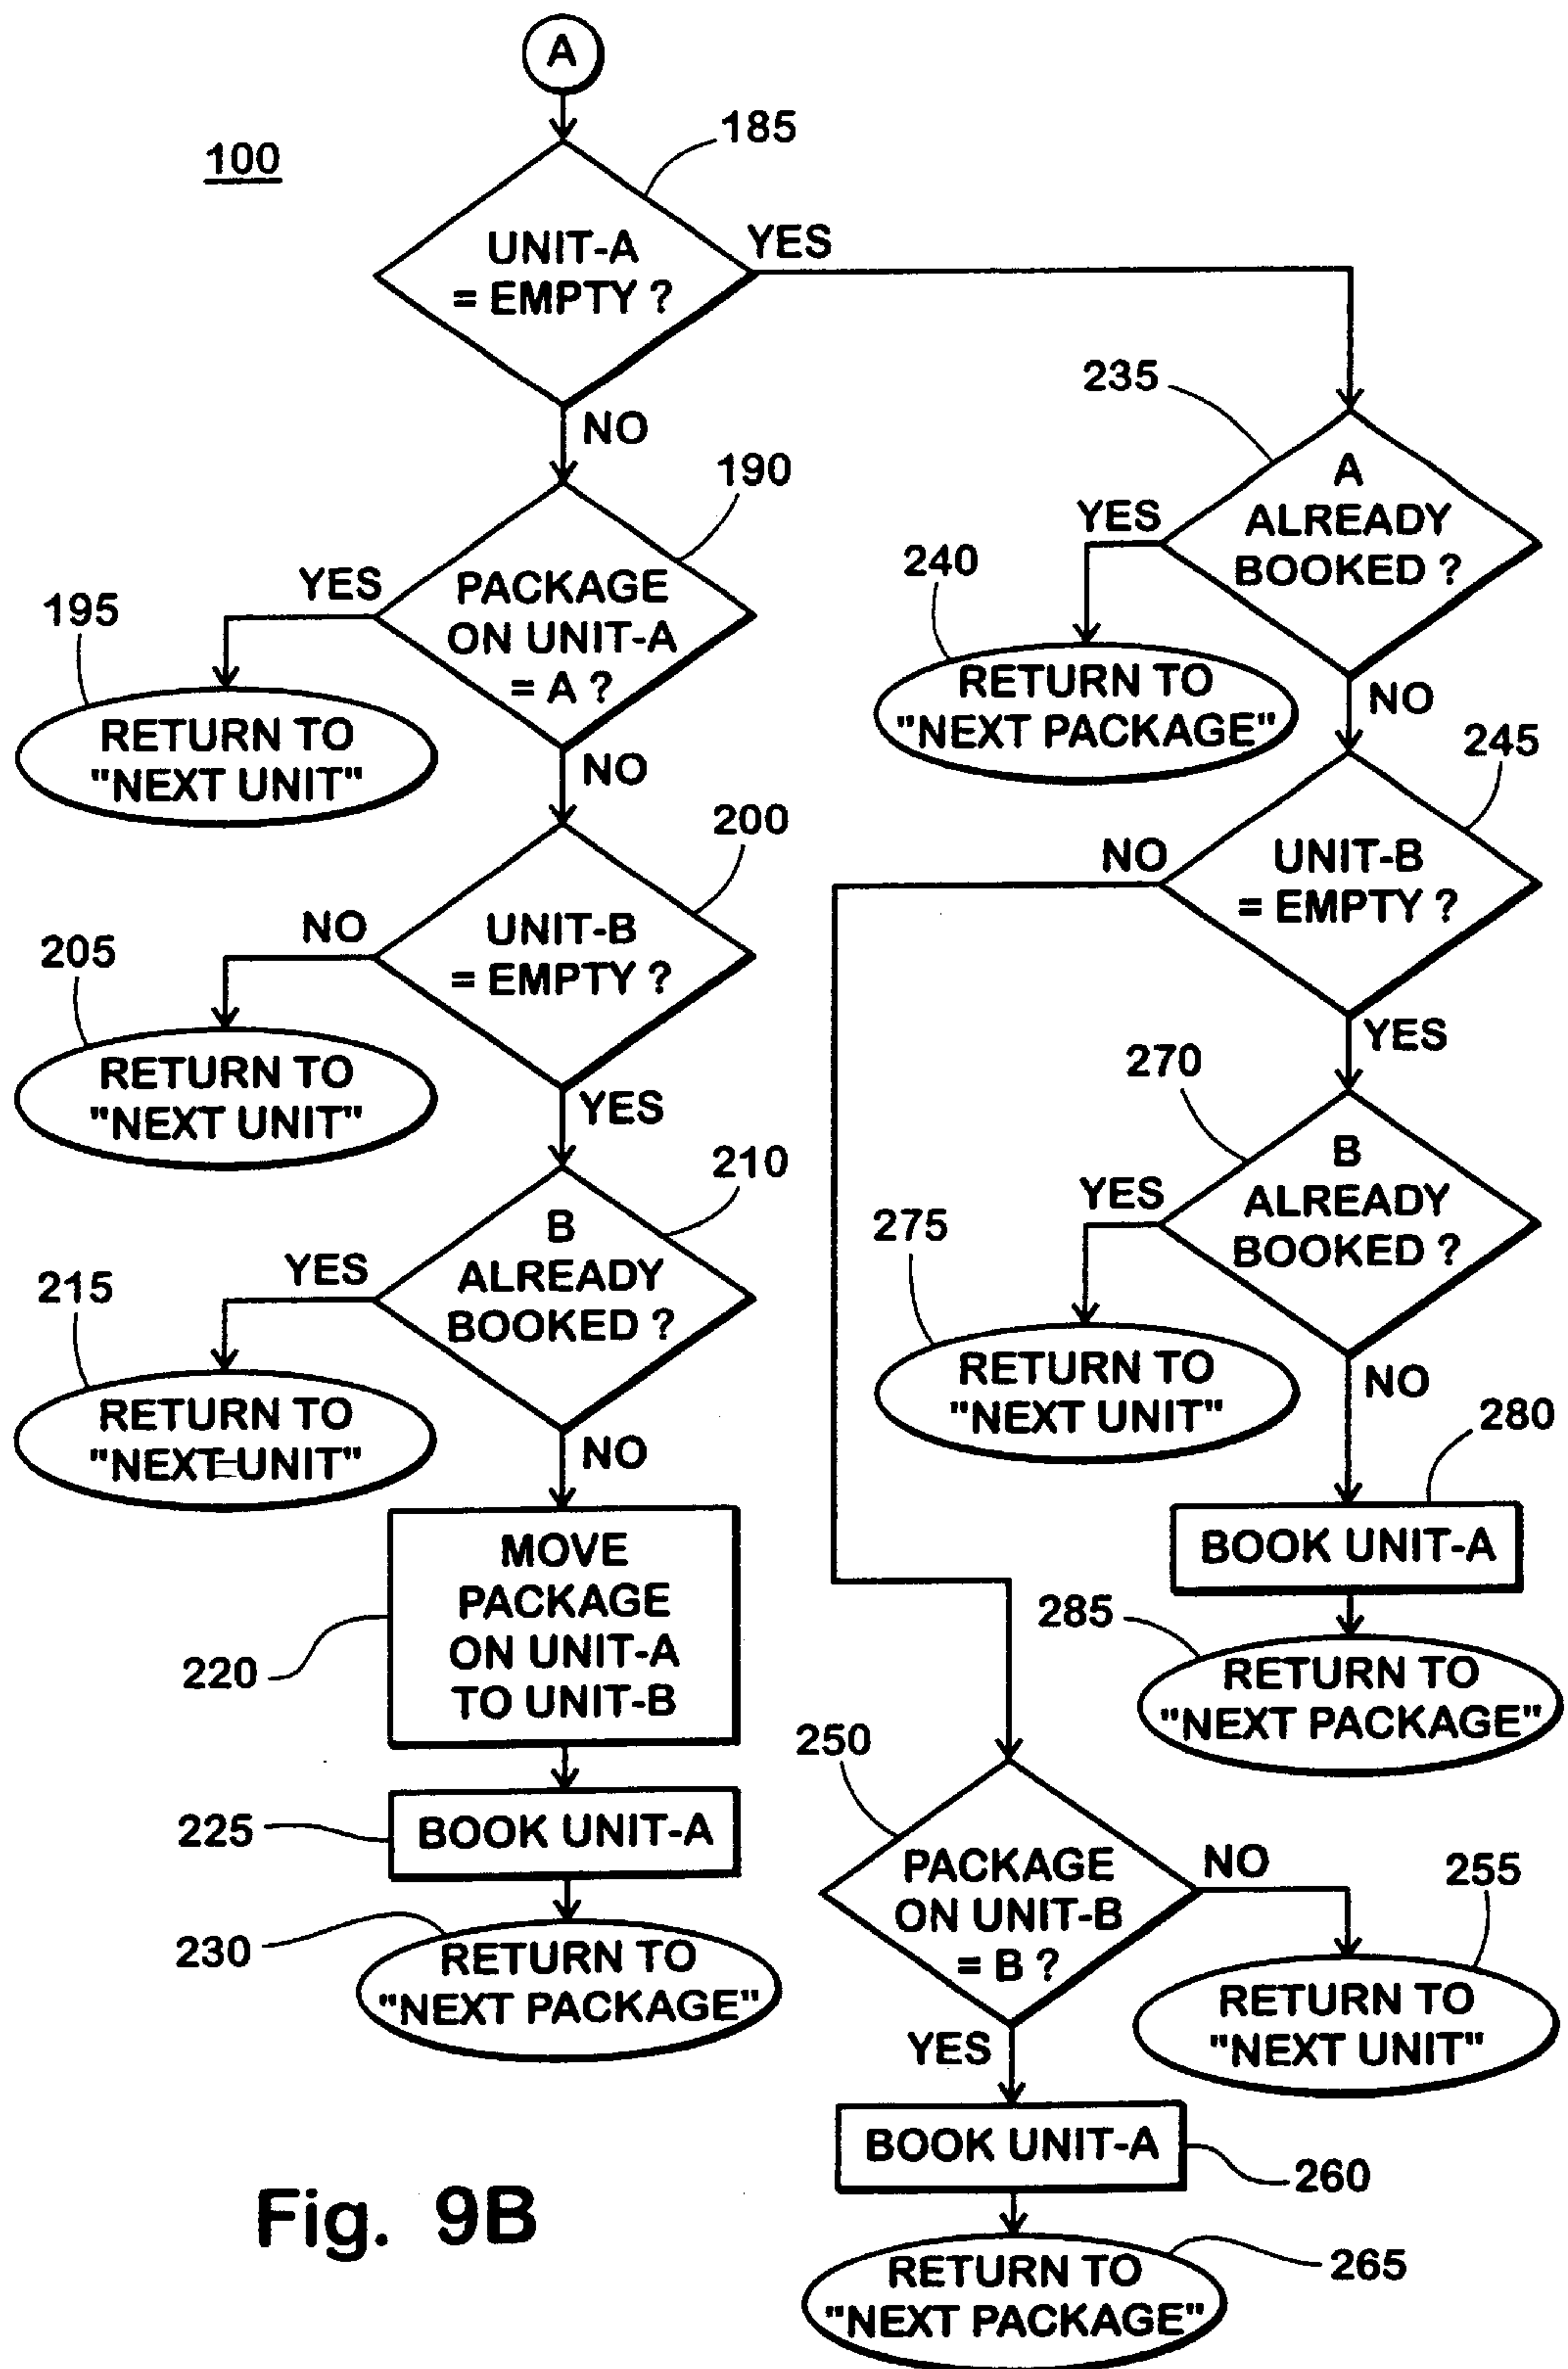 A
100
185
UNIT-A
= EMPTY ?
YES
NO
190
PACKAGE
ON UNIT-A
= A ?
YES
195
RETURN TO
"NEXT UNIT"
NO
200
UNIT-B
= EMPTY ?
NO
205
RETURN TO
"NEXT UNIT"
YES
210
B
ALREADY
BOOKED ?
YES
215
RETURN TO
"NEXT UNIT"
NO
MOVE
PACKAGE
ON UNIT-A
TO UNIT-B
220
225
BOOK UNIT-A
230
RETURN TO
"NEXT PACKAGE"
235
A
ALREADY
BOOKED ?
YES
240
RETURN TO
"NEXT PACKAGE"
NO
245
UNIT-B
= EMPTY ?
NO
YES
270
B
ALREADY
BOOKED ?
YES
275
RETURN TO
"NEXT UNIT"
NO
280
BOOK UNIT-A
285
RETURN TO
"NEXT PACKAGE"
250
PACKAGE
ON UNIT-B
= B ?
NO
255
RETURN TO
"NEXT UNIT"
YES
BOOK UNIT-A
260
RETURN TO
"NEXT PACKAGE"
265
Fig. 9B